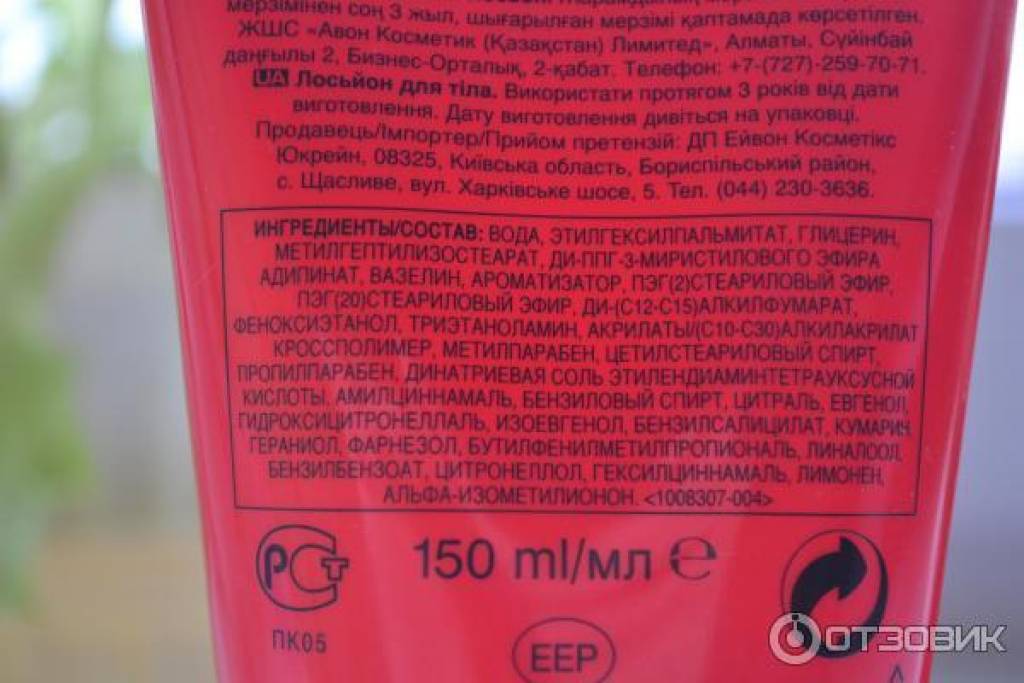 мерзімінен соң 3 жыл, шығарылған мерзімі қаптамада көрсетілген.
ЖШС «Авон Косметик (Қазақстан) Лимитед», Алматы, Сүйінбай
даңғылы 2, Бизнес-Орталық, 2-қабат. Телефон: +7-(727)-259-70-71.
UA Лосьйон для тіла. Використати протягом 3 років від дати
виготовлення. Дату виготовлення дивіться на упаковці.
Продавець/Імпортер/Прийом претензій: ДП Ейвон Косметікс
Юкрейн, 08325, Київська область, Бориспільський район,
с. Щасливе, вул. Харківське шосе, 5. Тел. (044) 230-3636.
ИНГРЕДИЕНТЫ/СОСТАВ: ВОДА, ЭТИЛГЕКСИЛПАЛЬМИТАТ, ГЛИЦЕРИН,
МЕТИЛГЕПТИЛИЗОСТЕАРАТ, ДИ-ППГ-3-МИРИСТИЛОВОГО ЭФИРА
АДИПИНАТ, ВАЗЕЛИН, АРОМАТИЗАТОР, ПЭГ(2)СТЕАРИЛОВЫЙ ЭФИР,
ПЭГ(20)СТЕАРИЛОВЫЙ ЭФИР, ДИ-(С12-С15)АЛКИЛФУМАРАТ,
ФЕНОКСИЭТАНОЛ, ТРИЭТАНОЛАМИН, АКРИЛАТЫ/(С10-С30)АЛКИЛАКРИЛАТ
КРОССПОЛИМЕР, МЕТИЛПАРАБЕН, ЦЕТИЛСТЕАРИЛОВЫЙ СПИРТ,
ПРОПИЛПАРАБЕН, ДИНАТРИЕВАЯ СОЛЬ ЭТИЛЕНДИАМИНТЕТРАУКСУСНОЙ
КИСЛОТЫ, АМИЛЦИННАМАЛЬ, БЕНЗИЛОВЫЙ СПИРТ, ЦИТРАЛЬ, ЕВГЕНОЛ,
ГИДРОКСИЦИТРОНЕЛЛАЛЬ, ИЗОЕВГЕНОЛ, БЕНЗИЛСАЛИЦИЛАТ, КУМАРИН,
ГЕРАНИОЛ, ФАРНЕЗОЛ, БУТИЛФЕНИЛМЕТИЛПРОПИОНАЛЬ, ЛИНАЛООЛ,
БЕНЗИЛБЕНЗОАТ, ЦИТРОНЕЛЛОЛ, ГЕКСИЛЦИННАМАЛЬ, ЛИМОНЕН,
АЛЬФА-ИЗОМЕТИЛИОНОН. <1008307-004>
РСТ
150 ml/мл ℮
ПК05
EEP
ОТЗОВИК